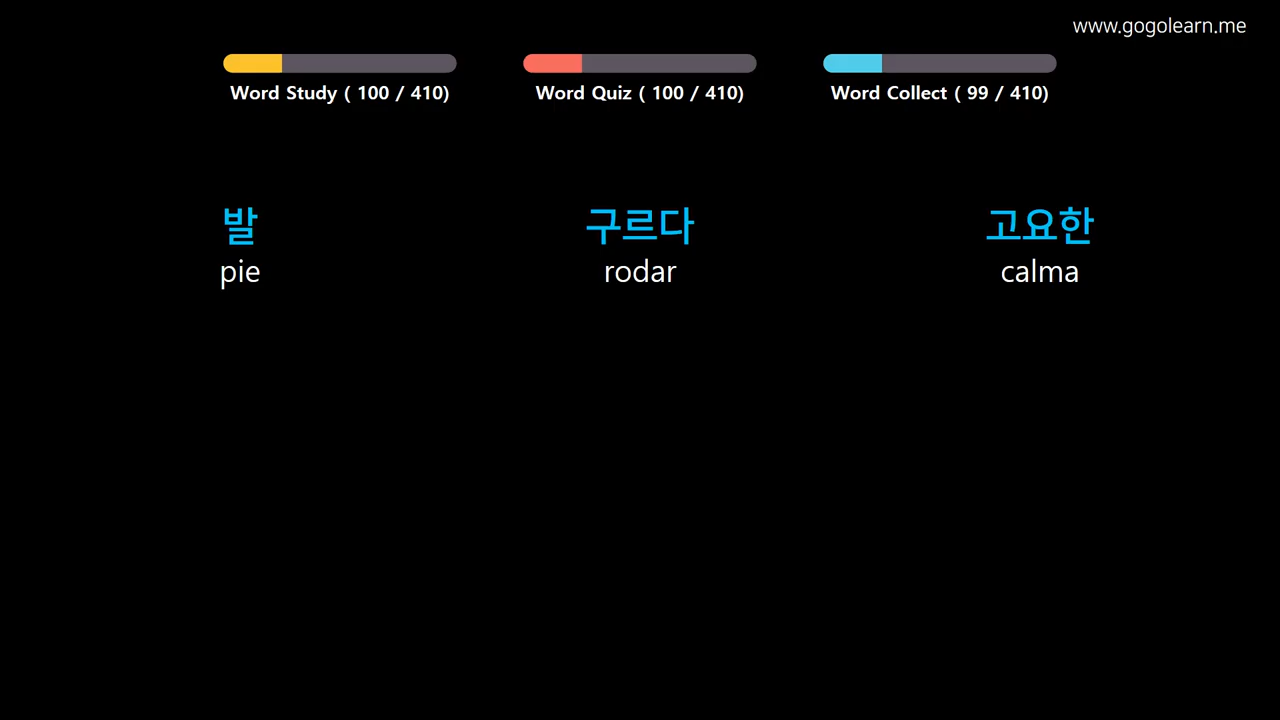 www.gogolearn.me
Word Study ( 100 / 410)
Word Quiz ( 100 / 410)
Word Collect ( 99 / 410)
발
pie
구르다
rodar
고요한
calma